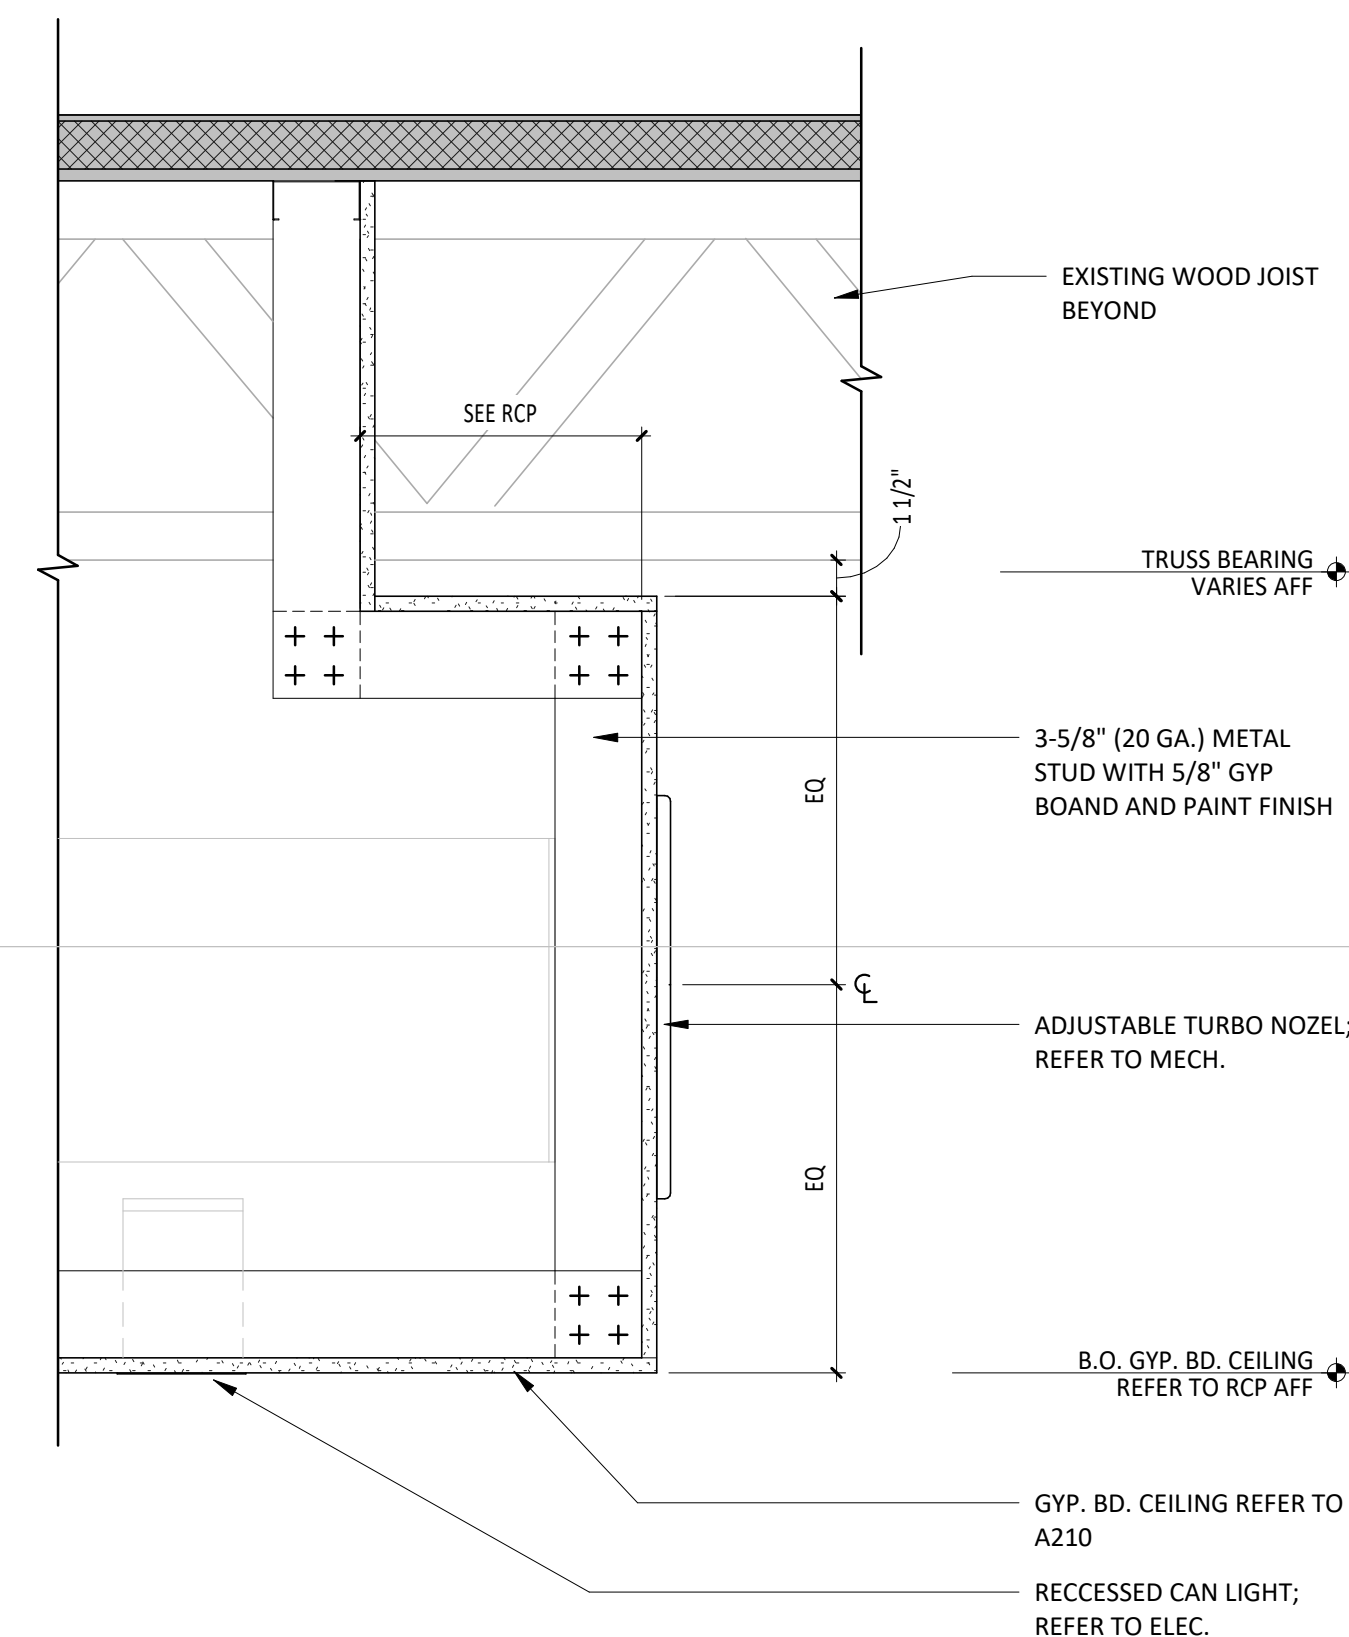 EXISTING WOOD JOIST
BEYOND
SEE RCP
1 1/2"
TRUSS BEARING
VARIES AFF
3-5/8" (20 GA.) METAL
STUD WITH 5/8" GYP
BOAND AND PAINT FINISH
EQ
CL
ADJUSTABLE TURBO NOZEL;
REFER TO MECH.
EQ
B.O. GYP. BD. CEILING
REFER TO RCP AFF
GYP. BD. CEILING REFER TO
A210
RECCESSED CAN LIGHT;
REFER TO ELEC.